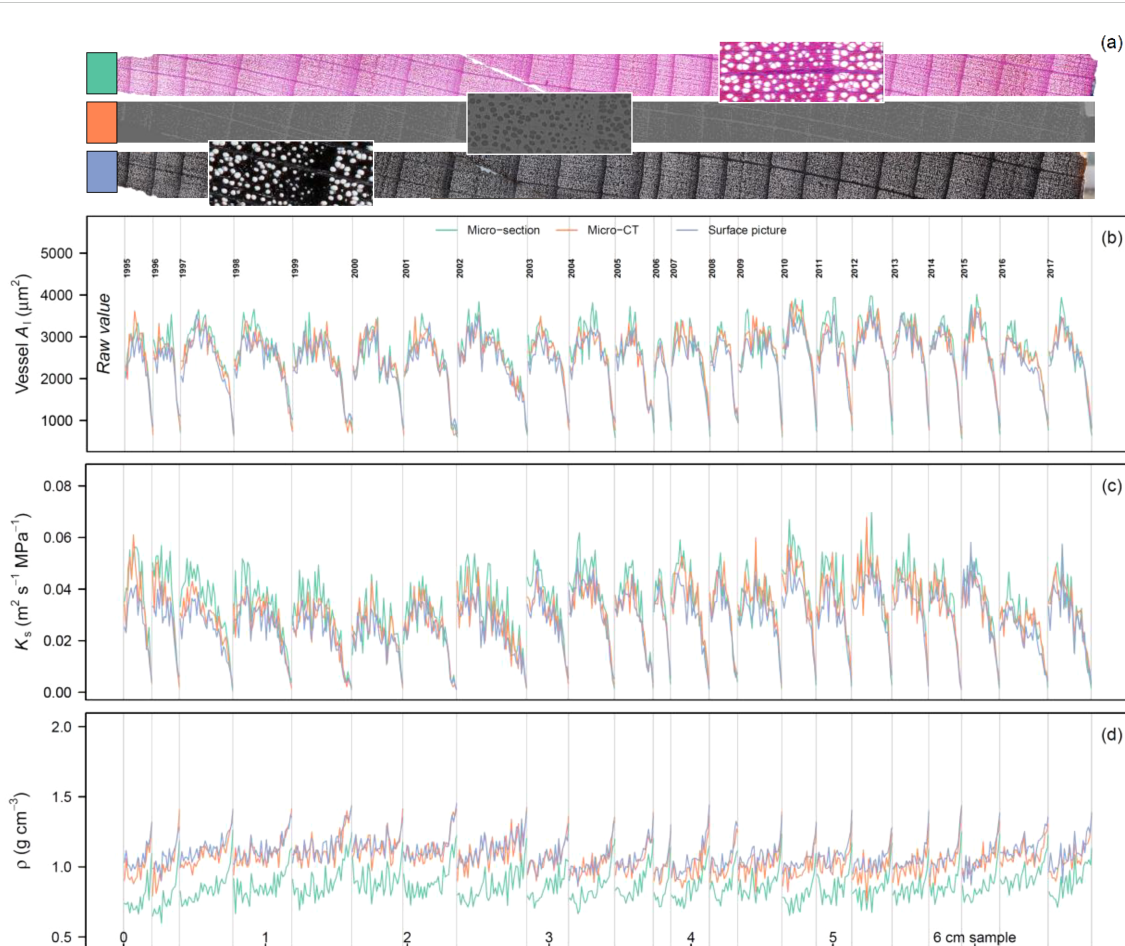 (a)
Micro−section Micro−CT Surface picture
(b)
Vessel Aₗ (μm²)
5000
4000
3000
2000
1000
Raw value
1995 1996 1997 1998 1999 2000 2001 2002 2003 2004 2005 2006 2007 2008 2009 2010 2011 2012 2013 2014 2015 2016 2017
(c)
Kₛ (m² s⁻¹ MPa⁻¹)
0.08
0.06
0.04
0.02
0.00
(d)
ρ (g cm⁻³)
2.0
1.5
1.0
0.5
0 1 2 3 4 5 6 cm sample